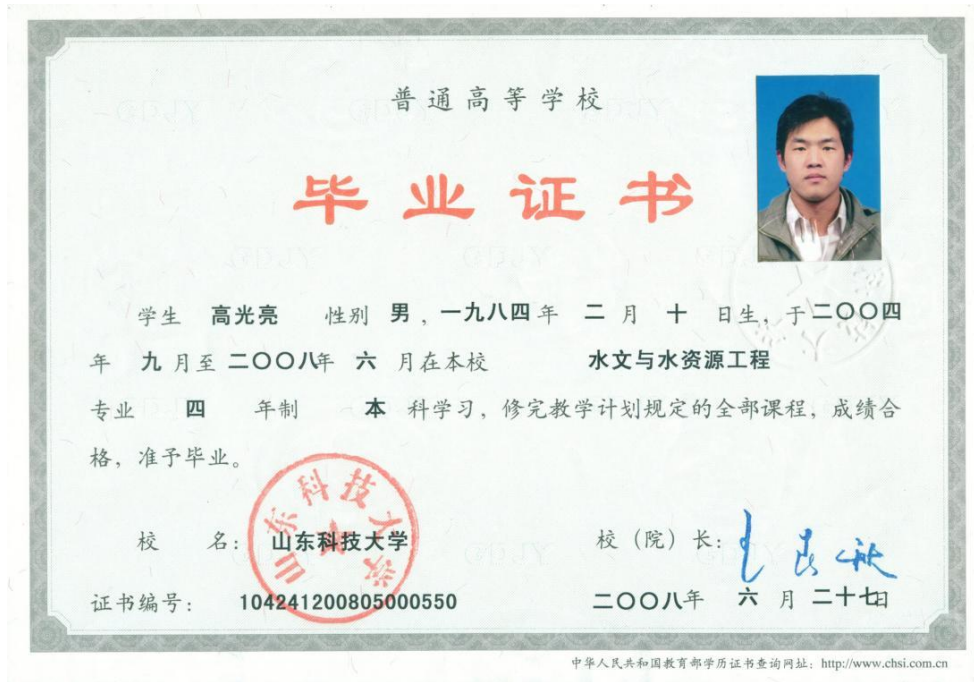 普通高等学校
毕业证书
学生 高光亮 性别 男，一九八四年 二 月 十 日生，于二〇〇四
年 九 月至 二〇〇八年 六 月在本校 水文与水资源工程
专业 四 年制 本 科学习，修完教学计划规定的全部课程，成绩合
格，准予毕业。
山东科技大学
校 名：山东科技大学 校（院）长：
证书编号：104241200805000550 二〇〇八年 六 月 二十七日
中华人民共和国教育部学历证书查询网址：http://www.chsi.com.cn